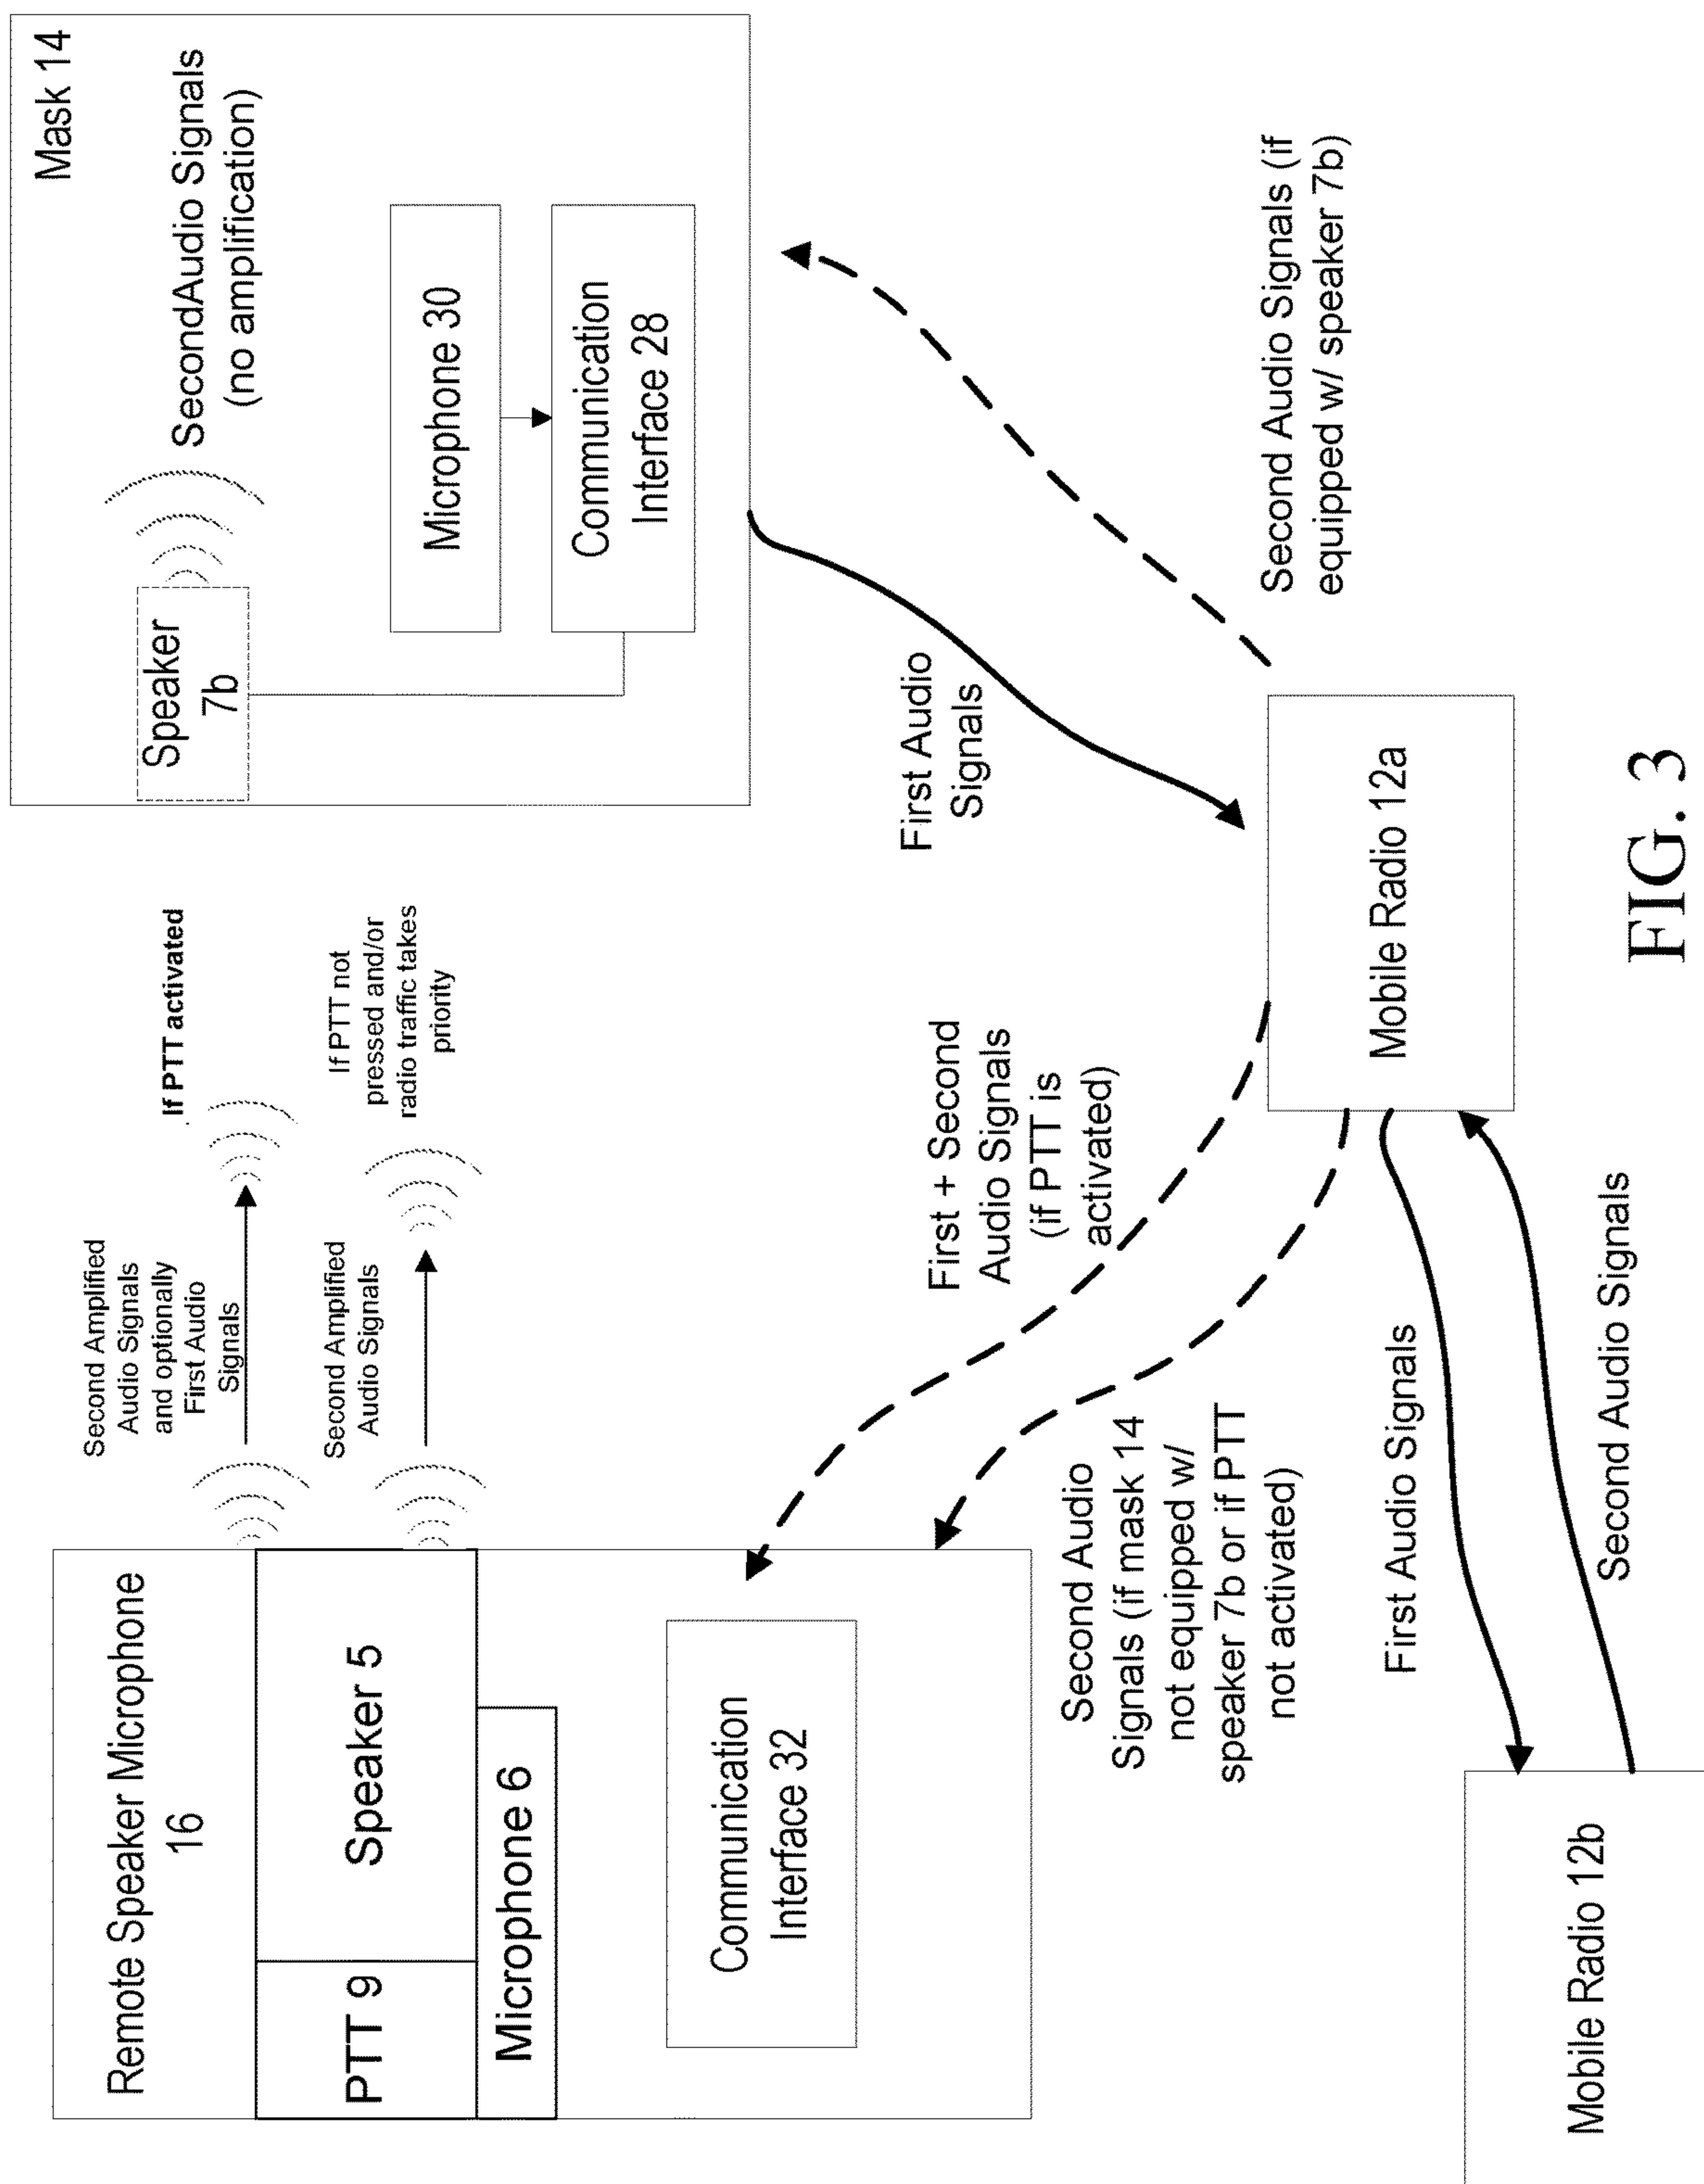 Remote Speaker Microphone
16
PTT 9
Speaker 5
Microphone 6
Communication
Interface 32
Second Amplified
Audio Signals
and optionally
First Audio
Signals
If PTT activated
Second Amplified
Audio Signals
If PTT not
pressed and/or
radio traffic takes
priority
Mask 14
Speaker
7b
SecondAudio Signals
(no amplification)
Microphone 30
Communication
Interface 28
First Audio
Signals
Second Audio Signals (if
equipped w/ speaker 7b)
First + Second
Audio Signals
(if PTT is
activated)
Second Audio
Signals (if mask 14
not equipped w/
speaker 7b or if PTT
not activated)
Mobile Radio 12a
First Audio Signals
Second Audio Signals
Mobile Radio 12b
FIG. 3